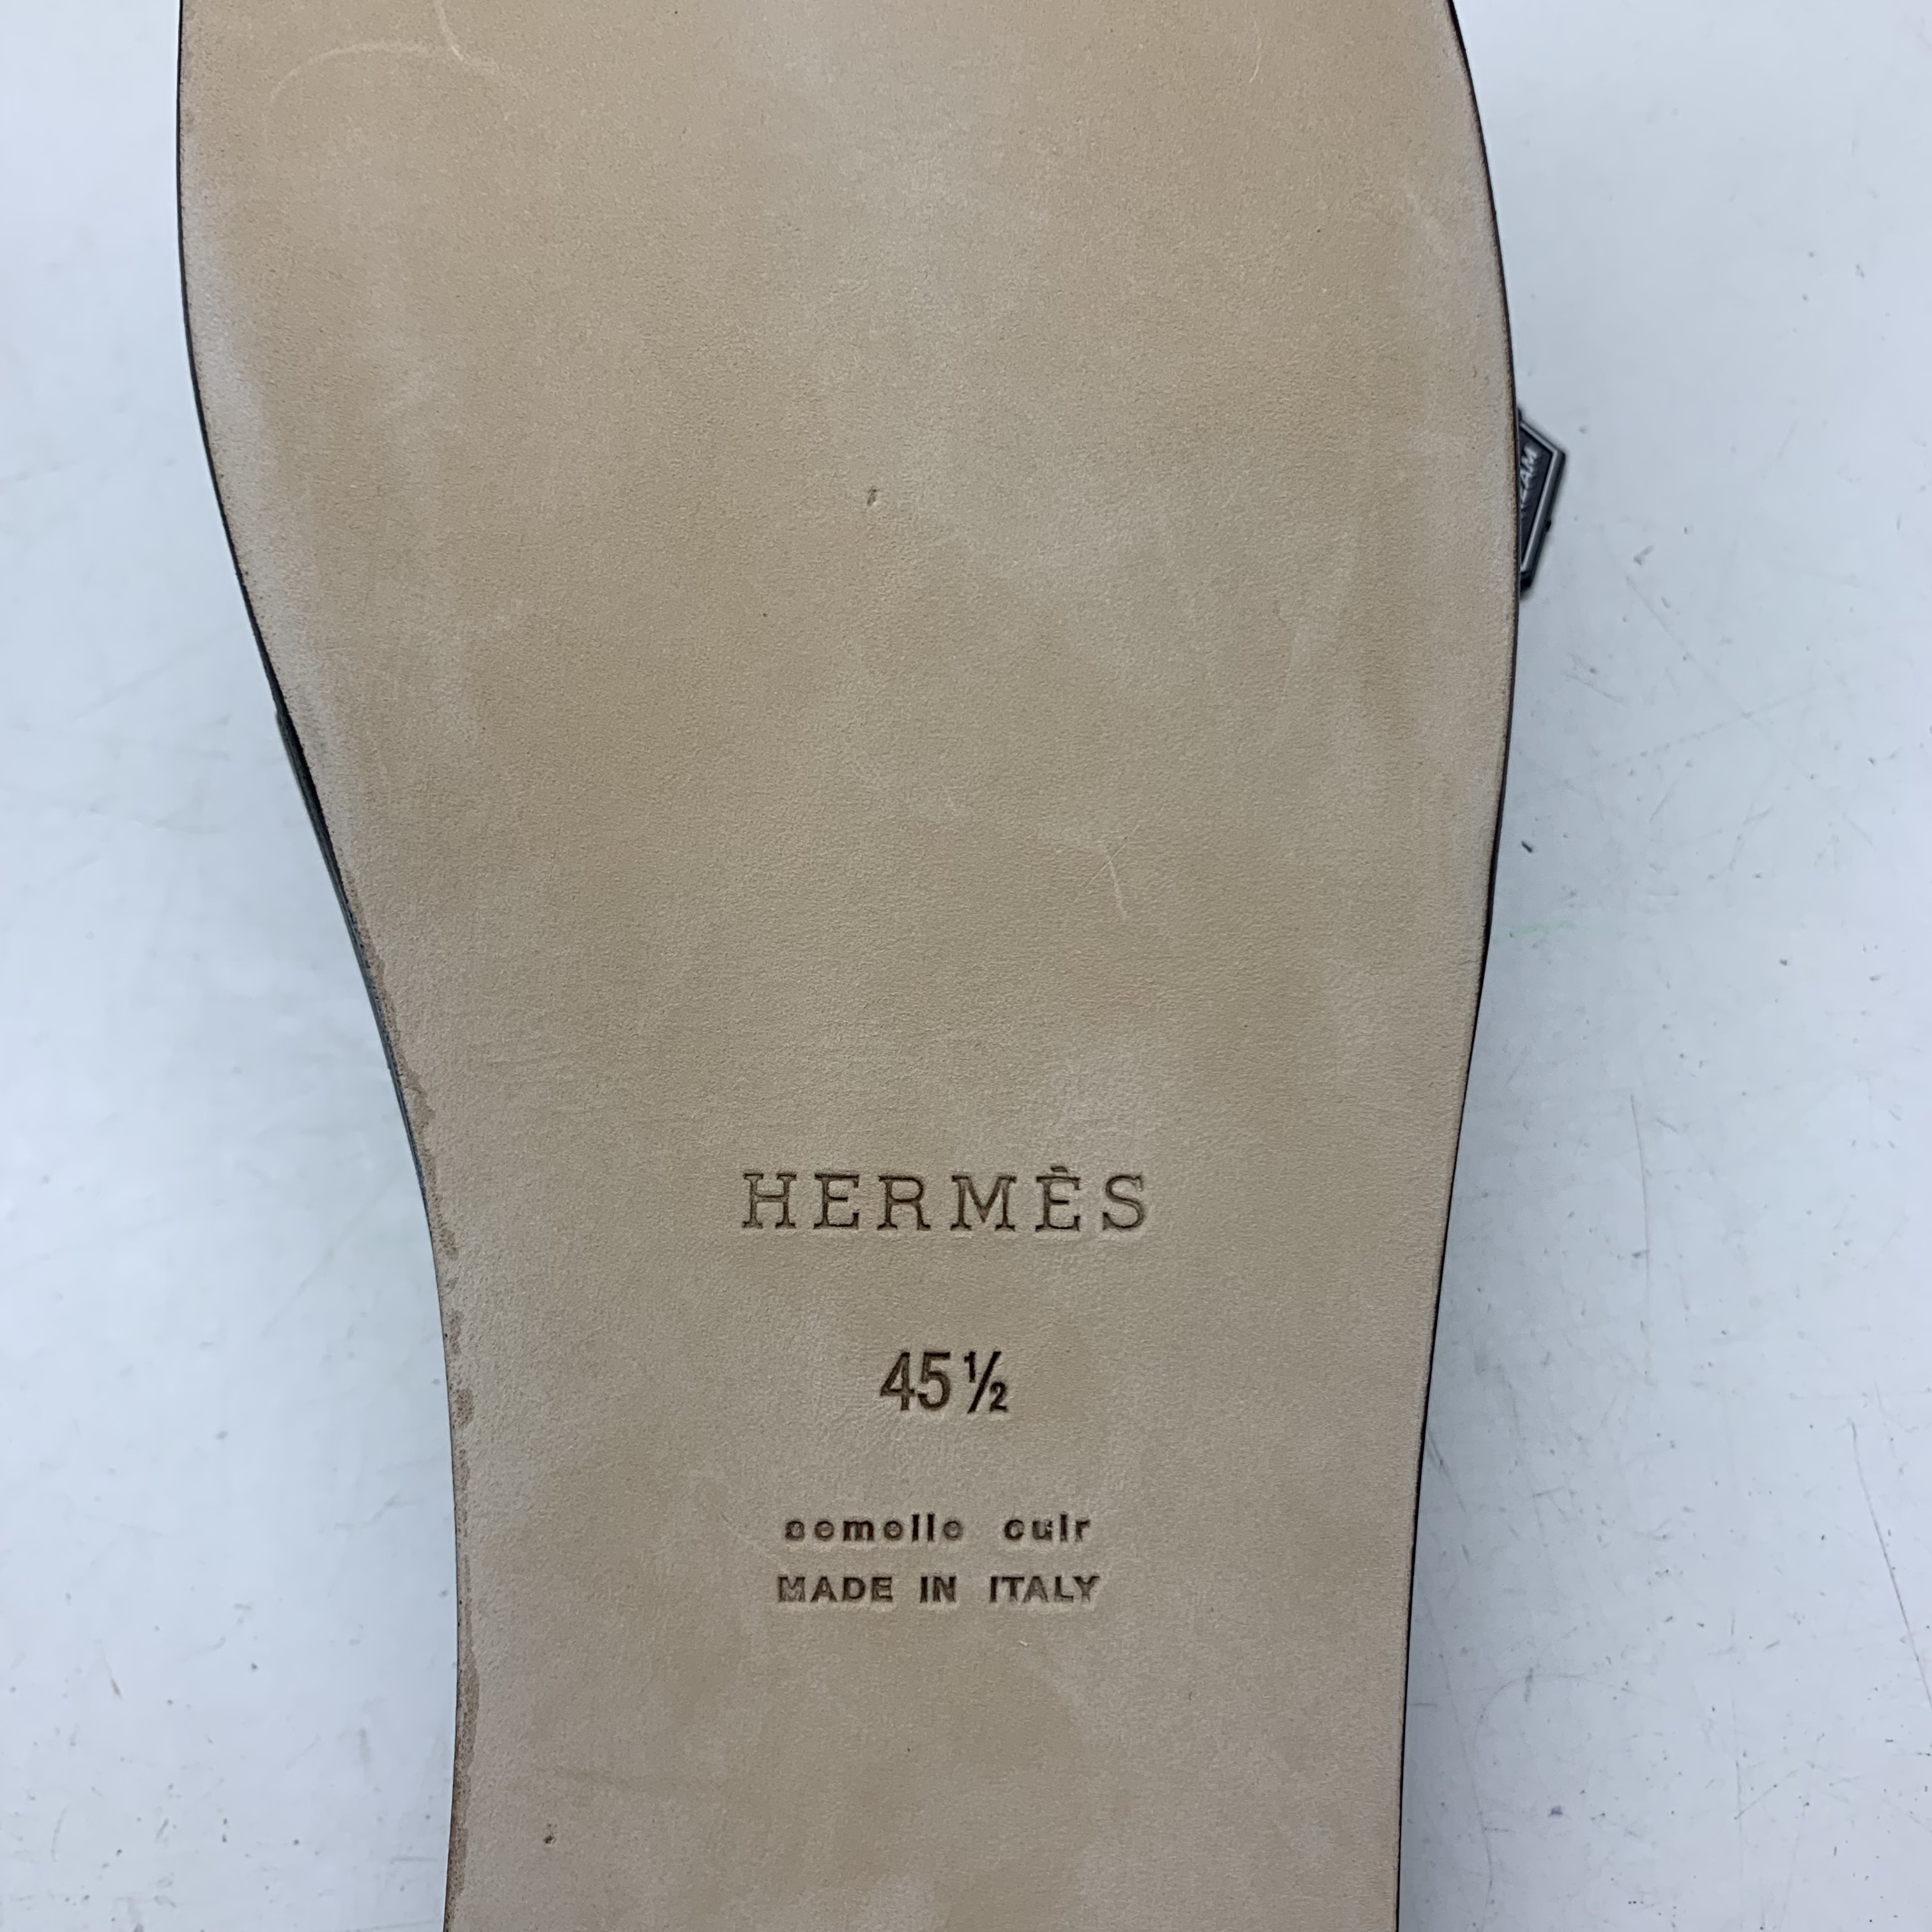 HERMÈS
45½
semelle cuir
MADE IN ITALY